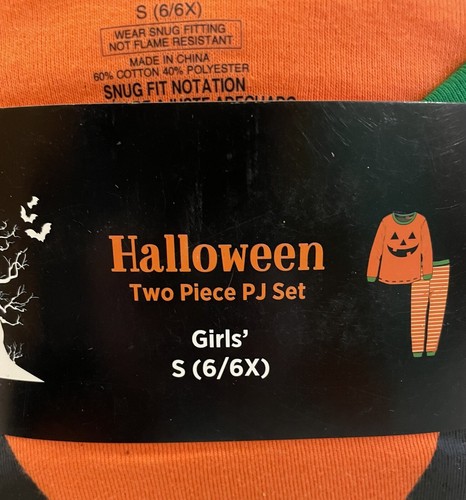 S (6/6X)
WEAR SNUG FITTING
NOT FLAME RESISTANT
MADE IN CHINA
60% COTTON 40% POLYESTER
SNUG FIT NOTATION
Halloween
Two Piece PJ Set
Girls'
S (6/6X)